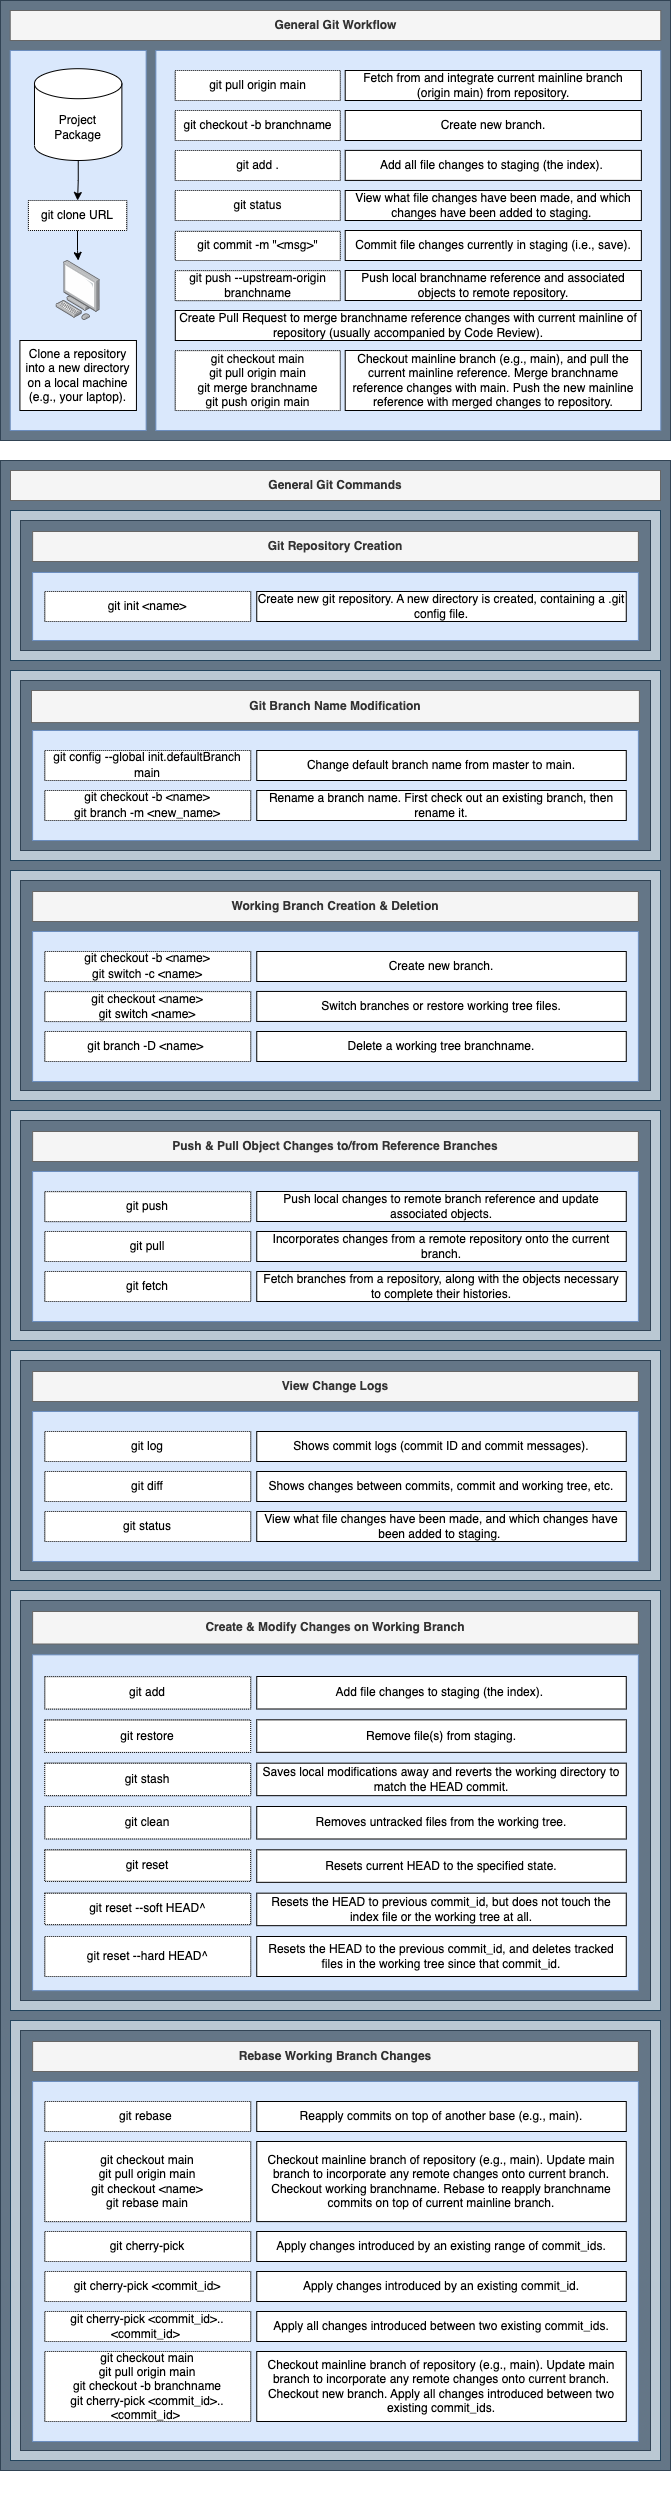 General Git Workflow
Project
Package
git clone URL
Clone a repository
into a new directory
on a local machine
(e.g., your laptop).
git pull origin main
Fetch from and integrate current mainline branch
(origin main) from repository.
git checkout -b branchname
Create new branch.
git add .
Add all file changes to staging (the index).
git status
View what file changes have been made, and which
changes have been added to staging.
git commit -m "<msg>"
Commit file changes currently in staging (i.e., save).
git push --upstream-origin
branchname
Push local branchname reference and associated
objects to remote repository.
Create Pull Request to merge branchname reference changes with current mainline of
repository (usually accompanied by Code Review).
git checkout main
git pull origin main
git merge branchname
git push origin main
Checkout mainline branch (e.g., main), and pull the
current mainline reference. Merge branchname
reference changes with main. Push the new mainline
reference with merged changes to repository.
General Git Commands
Git Repository Creation
git init <name>
Create new git repository. A new directory is created, containing a .git
config file.
Git Branch Name Modification
git config --global init.defaultBranch
main
Change default branch name from master to main.
git checkout -b <name>
git branch -m <new_name>
Rename a branch name. First check out an existing branch, then
rename it.
Working Branch Creation & Deletion
git checkout -b <name>
git switch -c <name>
Create new branch.
git checkout <name>
git switch <name>
Switch branches or restore working tree files.
git branch -D <name>
Delete a working tree branchname.
Push & Pull Object Changes to/from Reference Branches
git push
Push local changes to remote branch reference and update
associated objects.
git pull
Incorporates changes from a remote repository onto the current
branch.
git fetch
Fetch branches from a repository, along with the objects necessary
to complete their histories.
View Change Logs
git log
Shows commit logs (commit ID and commit messages).
git diff
Shows changes between commits, commit and working tree, etc.
git status
View what file changes have been made, and which changes have
been added to staging.
Create & Modify Changes on Working Branch
git add
Add file changes to staging (the index).
git restore
Remove file(s) from staging.
git stash
Saves local modifications away and reverts the working directory to
match the HEAD commit.
git clean
Removes untracked files from the working tree.
git reset
Resets current HEAD to the specified state.
git reset --soft HEAD^
Resets the HEAD to previous commit_id, but does not touch the
index file or the working tree at all.
git reset --hard HEAD^
Resets the HEAD to the previous commit_id, and deletes tracked
files in the working tree since that commit_id.
Rebase Working Branch Changes
git rebase
Reapply commits on top of another base (e.g., main).
git checkout main
git pull origin main
git checkout <name>
git rebase main
Checkout mainline branch of repository (e.g., main). Update main
branch to incorporate any remote changes onto current branch.
Checkout working branchname. Rebase to reapply branchname
commits on top of current mainline branch.
git cherry-pick
Apply changes introduced by an existing range of commit_ids.
git cherry-pick <commit_id>
Apply changes introduced by an existing commit_id.
git cherry-pick <commit_id>..
<commit_id>
Apply all changes introduced between two existing commit_ids.
git checkout main
git pull origin main
git checkout -b branchname
git cherry-pick <commit_id>..
<commit_id>
Checkout mainline branch of repository (e.g., main). Update main
branch to incorporate any remote changes onto current branch.
Checkout new branch. Apply all changes introduced between two
existing commit_ids.